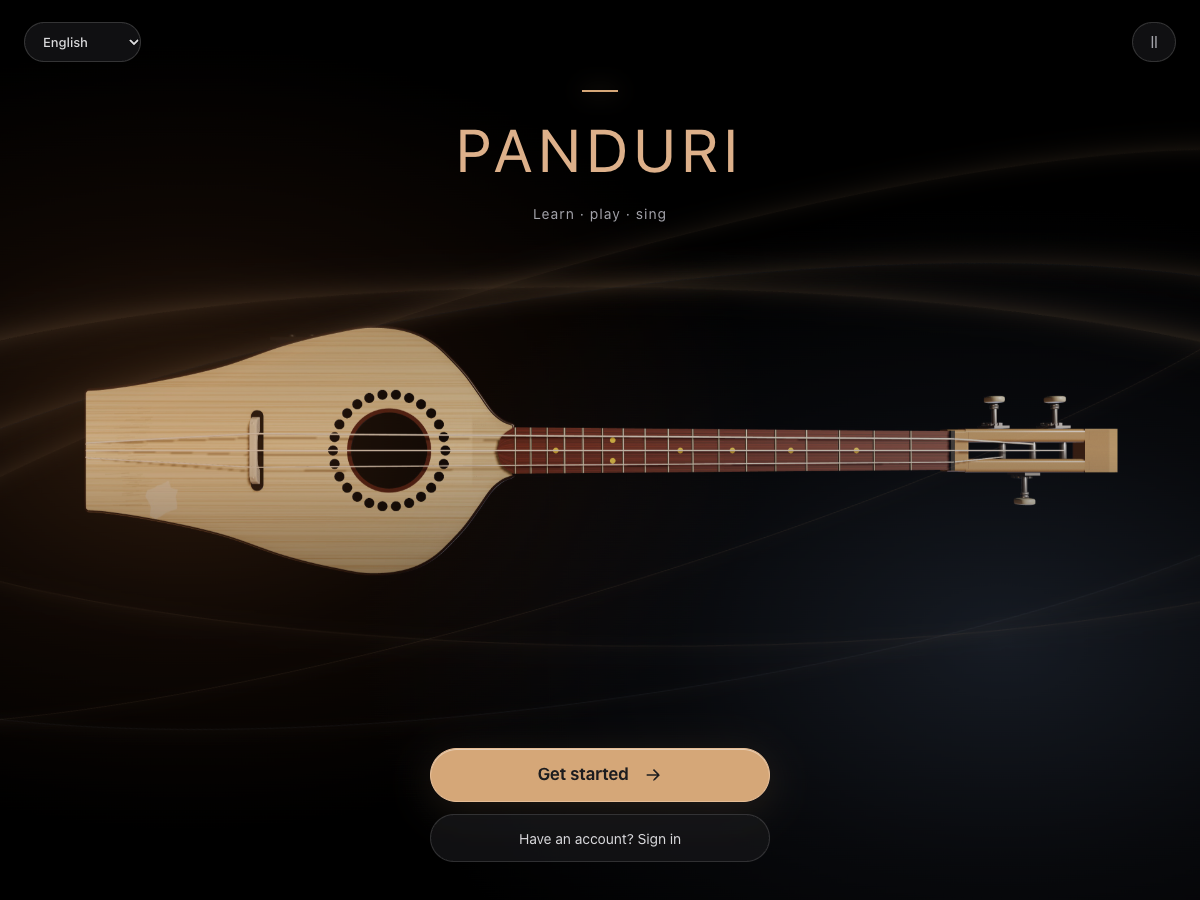 English
PANDURI
Learn · play · sing
Get started →
Have an account? Sign in